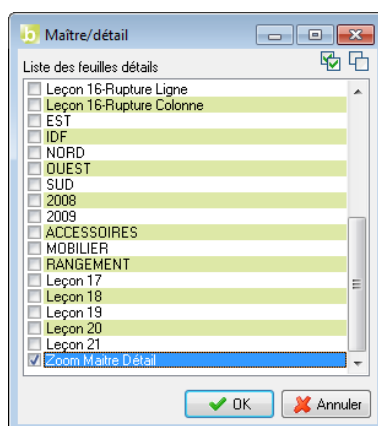 Maître/détail
Liste des feuilles détails
Leçon 16-Rupture Ligne
Leçon 16-Rupture Colonne
EST
IDF
NORD
OUEST
SUD
2008
2009
ACCESSOIRES
MOBILIER
RANGEMENT
Leçon 17
Leçon 18
Leçon 19
Leçon 20
Leçon 21
Zoom Maitre Détail
OK Annuler